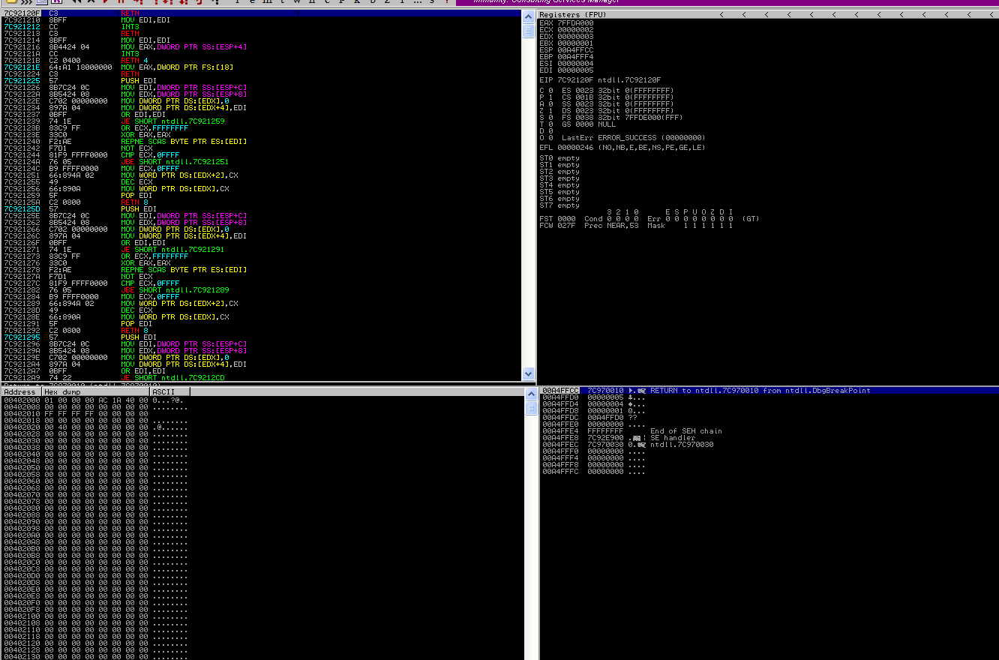 l e m t w h c P k b z r ... s ?
Immunity: Consulting Services Manager
7C92120F C3 RETN
7C921210 8BFF MOV EDI,EDI
7C921212 CC INT3
7C921213 C3 RETN
7C921214 8BFF MOV EDI,EDI
7C921216 8B4424 04 MOV EAX,DWORD PTR SS:[ESP+4]
7C92121A CC INT3
7C92121B C2 0400 RETN 4
7C92121E 64:A1 18000000 MOV EAX,DWORD PTR FS:[18]
7C921224 C3 RETN
7C921225 57 PUSH EDI
7C921226 8B7C24 0C MOV EDI,DWORD PTR SS:[ESP+C]
7C92122A 8B5424 08 MOV EDX,DWORD PTR SS:[ESP+8]
7C92122E C702 00000000 MOV DWORD PTR DS:[EDX],0
7C921234 897A 04 MOV DWORD PTR DS:[EDX+4],EDI
7C921237 0BFF OR EDI,EDI
7C921239 74 1E JE SHORT ntdll.7C921259
7C92123B 83C9 FF OR ECX,FFFFFFFF
7C92123E 33C0 XOR EAX,EAX
7C921240 F2:AE REPNE SCAS BYTE PTR ES:[EDI]
7C921242 F7D1 NOT ECX
7C921244 81F9 FFFF0000 CMP ECX,0FFFF
7C92124A 76 05 JBE SHORT ntdll.7C921251
7C92124C B9 FFFF0000 MOV ECX,0FFFF
7C921251 66:894A 02 MOV WORD PTR DS:[EDX+2],CX
7C921255 49 DEC ECX
7C921256 66:890A MOV WORD PTR DS:[EDX],CX
7C921259 5F POP EDI
7C92125A C2 0800 RETN 8
7C92125D 57 PUSH EDI
7C92125E 8B7C24 0C MOV EDI,DWORD PTR SS:[ESP+C]
7C921262 8B5424 08 MOV EDX,DWORD PTR SS:[ESP+8]
7C921266 C702 00000000 MOV DWORD PTR DS:[EDX],0
7C92126C 897A 04 MOV DWORD PTR DS:[EDX+4],EDI
7C92126F 0BFF OR EDI,EDI
7C921271 74 1E JE SHORT ntdll.7C921291
7C921273 83C9 FF OR ECX,FFFFFFFF
7C921276 33C0 XOR EAX,EAX
7C921278 F2:AE REPNE SCAS BYTE PTR ES:[EDI]
7C92127A F7D1 NOT ECX
7C92127C 81F9 FFFF0000 CMP ECX,0FFFF
7C921282 76 05 JBE SHORT ntdll.7C921289
7C921284 B9 FFFF0000 MOV ECX,0FFFF
7C921289 66:894A 02 MOV WORD PTR DS:[EDX+2],CX
7C92128D 49 DEC ECX
7C92128E 66:890A MOV WORD PTR DS:[EDX],CX
7C921291 5F POP EDI
7C921292 C2 0800 RETN 8
7C921295 57 PUSH EDI
7C921296 8B7C24 0C MOV EDI,DWORD PTR SS:[ESP+C]
7C92129A 8B5424 08 MOV EDX,DWORD PTR SS:[ESP+8]
7C92129E C702 00000000 MOV DWORD PTR DS:[EDX],0
7C9212A4 897A 04 MOV DWORD PTR DS:[EDX+4],EDI
7C9212A7 0BFF OR EDI,EDI
7C9212A9 74 22 JE SHORT ntdll.7C9212CD
Registers (FPU) < < < < < < < < < < < < <
EAX 7FFDA000
ECX 00000002
EDX 00000003
EBX 00000001
ESP 00A4FFCC
EBP 00A4FFF4
ESI 00000004
EDI 00000005
EIP 7C92120F ntdll.7C92120F
C 0 ES 0023 32bit 0(FFFFFFFF)
P 1 CS 001B 32bit 0(FFFFFFFF)
A 0 SS 0023 32bit 0(FFFFFFFF)
Z 1 DS 0023 32bit 0(FFFFFFFF)
S 0 FS 0038 32bit 7FFDE000(FFF)
T 0 GS 0000 NULL
D 0
O 0 LastErr ERROR_SUCCESS (00000000)
EFL 00000246 (NO,NB,E,BE,NS,PE,GE,LE)
ST0 empty
ST1 empty
ST2 empty
ST3 empty
ST4 empty
ST5 empty
ST6 empty
ST7 empty
3 2 1 0 E S P U O Z D I
FST 0000 Cond 0 0 0 0 Err 0 0 0 0 0 0 0 0 (GT)
FCW 027F Prec NEAR,53 Mask 1 1 1 1 1 1
Return to 7C970010 (ntdll.7C970010)
Address Hex dump ASCII
00402000 01 00 00 00 AC 1A 40 00 0...?@.
00402008 00 00 00 00 00 00 00 00 ........
00402010 FF FF FF FF 00 00 00 00
00402018 00 00 00 00 00 00 00 00 ........
00402020 00 40 00 00 00 00 00 00 .@......
00402028 00 00 00 00 00 00 00 00 ........
00402030 00 00 00 00 00 00 00 00 ........
00402038 00 00 00 00 00 00 00 00 ........
00402040 00 00 00 00 00 00 00 00 ........
00402048 00 00 00 00 00 00 00 00 ........
00402050 00 00 00 00 00 00 00 00 ........
00402058 00 00 00 00 00 00 00 00 ........
00402060 00 00 00 00 00 00 00 00 ........
00402068 00 00 00 00 00 00 00 00 ........
00402070 00 00 00 00 00 00 00 00 ........
00402078 00 00 00 00 00 00 00 00 ........
00402080 00 00 00 00 00 00 00 00 ........
00402088 00 00 00 00 00 00 00 00 ........
00402090 00 00 00 00 00 00 00 00 ........
00402098 00 00 00 00 00 00 00 00 ........
004020A0 00 00 00 00 00 00 00 00 ........
004020A8 00 00 00 00 00 00 00 00 ........
004020B0 00 00 00 00 00 00 00 00 ........
004020B8 00 00 00 00 00 00 00 00 ........
004020C0 00 00 00 00 00 00 00 00 ........
004020C8 00 00 00 00 00 00 00 00 ........
004020D0 00 00 00 00 00 00 00 00 ........
004020D8 00 00 00 00 00 00 00 00 ........
004020E0 00 00 00 00 00 00 00 00 ........
004020E8 00 00 00 00 00 00 00 00 ........
004020F0 00 00 00 00 00 00 00 00 ........
004020F8 00 00 00 00 00 00 00 00 ........
00402100 00 00 00 00 00 00 00 00 ........
00402108 00 00 00 00 00 00 00 00 ........
00402110 00 00 00 00 00 00 00 00 ........
00402118 00 00 00 00 00 00 00 00 ........
00402120 00 00 00 00 00 00 00 00 ........
00402128 00 00 00 00 00 00 00 00 ........
00402130 00 00 00 00 00 00 00 00 ........
00A4FFCC 7C970010 RETURN to ntdll.7C970010 from ntdll.DbgBreakPoint
00A4FFD0 00000005 ♣...
00A4FFD4 00000004 ♦...
00A4FFD8 00000001 0...
00A4FFDC 00A4FFD0 ??
00A4FFE0 00000000 ....
00A4FFE4 FFFFFFFF End of SEH chain
00A4FFE8 7C92E900 SE handler
00A4FFEC 7C970030 ntdll.7C970030
00A4FFF0 00000000 ....
00A4FFF4 00000000 ....
00A4FFF8 00000000 ....
00A4FFFC 00000000 ....